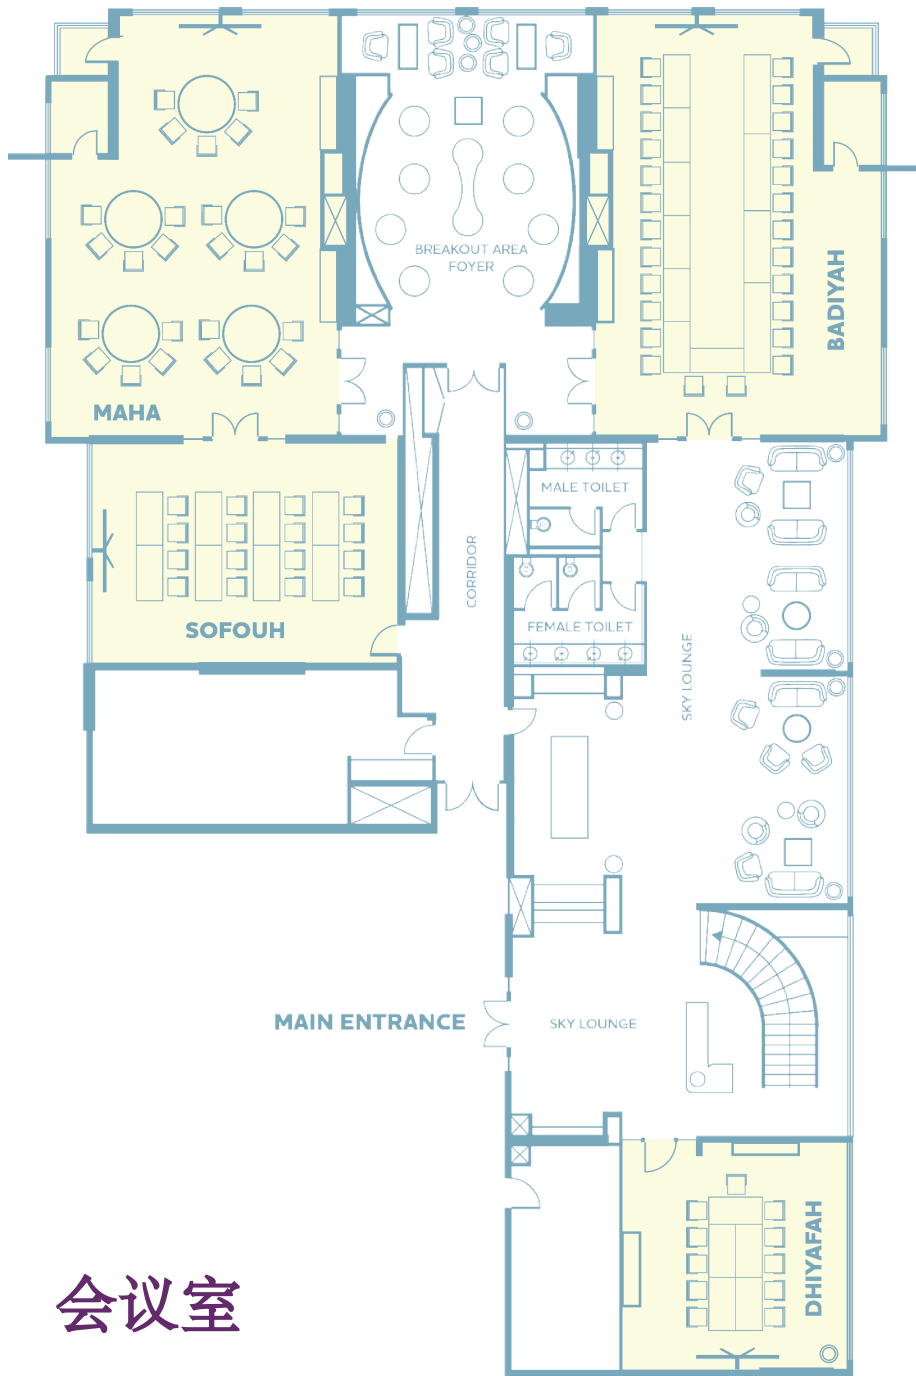 BREAKOUT AREA
FOYER
BADIYAH
MAHA
MALE TOILET
CORRIDOR
SOFOUH
FEMALE TOILET
SKY LOUNGE
MAIN ENTRANCE
SKY LOUNGE
DHIYAFAH
会议室